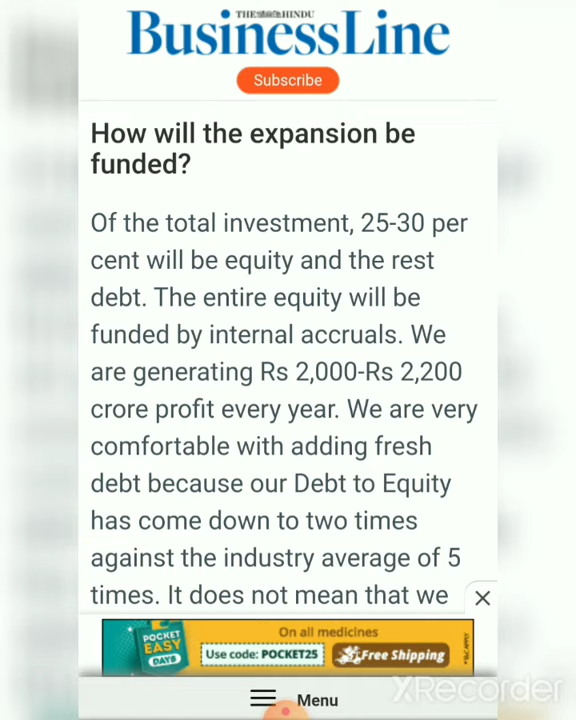 THE HINDU
BusinessLine
Subscribe
How will the expansion be
funded?
Of the total investment, 25-30 per
cent will be equity and the rest
debt. The entire equity will be
funded by internal accruals. We
are generating Rs 2,000-Rs 2,200
crore profit every year. We are very
comfortable with adding fresh
debt because our Debt to Equity
has come down to two times
against the industry average of 5
times. It does not mean that we
POCKET
EASY
DAYS
On all medicines
Use code: POCKET25
Free Shipping
*T&C APPLY
Menu
XRecorder